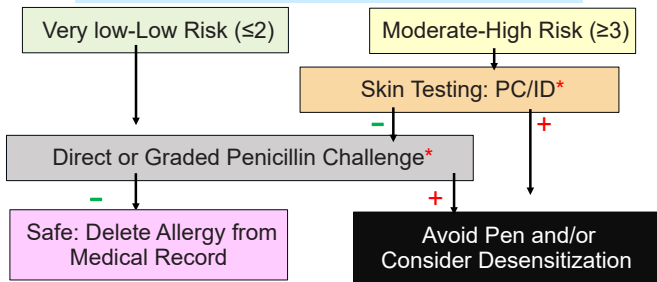 Very low-Low Risk (≤2)
Moderate-High Risk (≥3)
Skin Testing: PC/ID*
–
+
Direct or Graded Penicillin Challenge*
–
+
Safe: Delete Allergy from
Medical Record
Avoid Pen and/or
Consider Desensitization